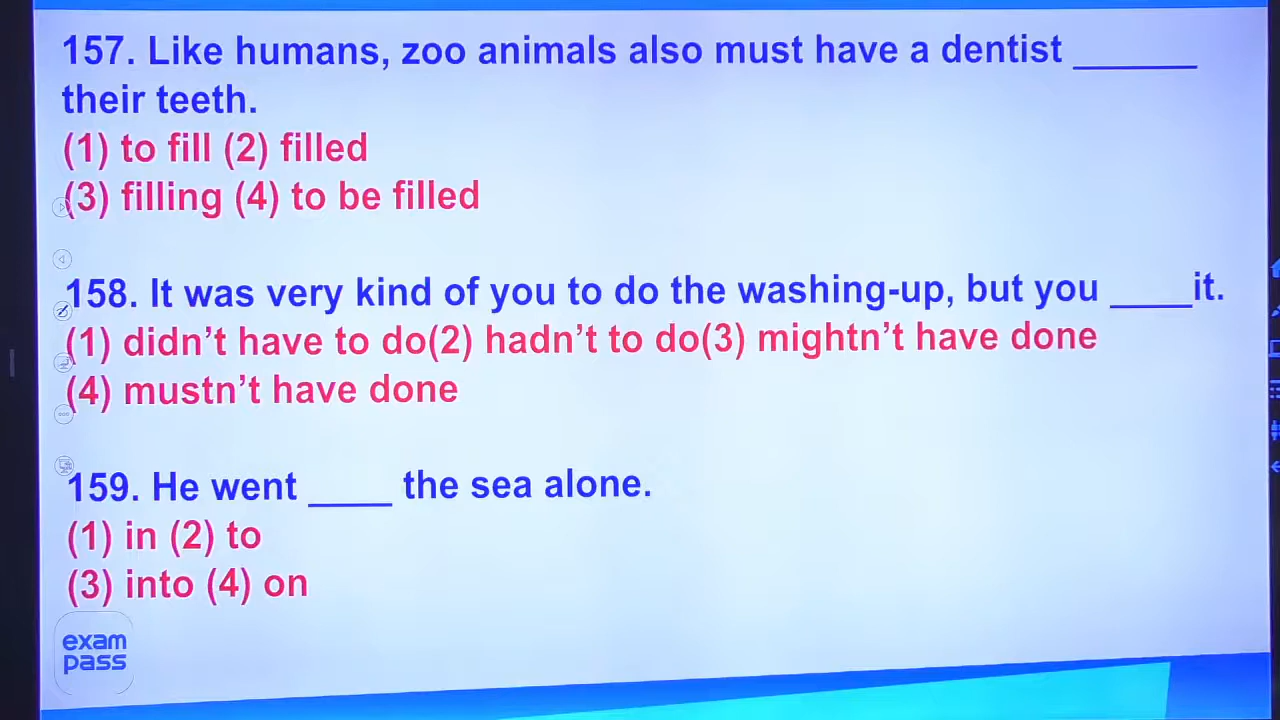 157. Like humans, zoo animals also must have a dentist ______
their teeth.
(1) to fill (2) filled
(3) filling (4) to be filled
158. It was very kind of you to do the washing-up, but you ____it.
(1) didn't have to do(2) hadn't to do(3) mightn't have done
(4) mustn't have done
159. He went ____ the sea alone.
(1) in (2) to
(3) into (4) on
exam
pass